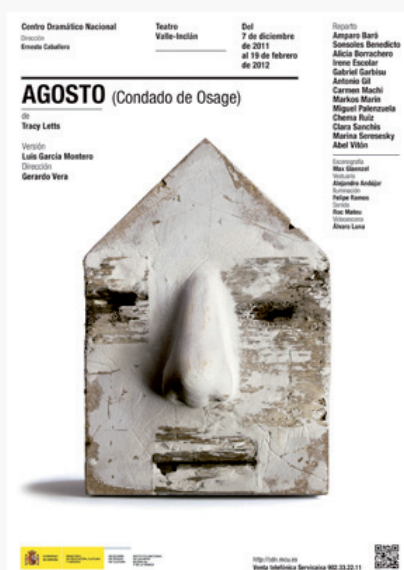 Centro Dramático Nacional
Dirección
Ernesto Caballero
Teatro
Valle-Inclán
Del
7 de diciembre
de 2011
al 19 de febrero
de 2012
Reparto
Amparo Baró
Sonsoles Benedicto
Alicia Borrachero
Irene Escolar
Gabriel Garbisu
Antonio Gil
Carmen Machi
Markos Marín
Miguel Palenzuela
Chema Ruiz
Clara Sanchis
Marina Seresesky
Abel Vitón
Escenografía
Max Glaenzel
Vestuario
Alejandro Andújar
Iluminación
Felipe Ramos
Sonido
Roc Mateu
Videoescena
Álvaro Luna
AGOSTO (Condado de Osage)
de
Tracy Letts
Versión
Luis García Montero
Dirección
Gerardo Vera
http://cdn.mcu.es
Venta telefónica Servicaixa 902.33.22.11